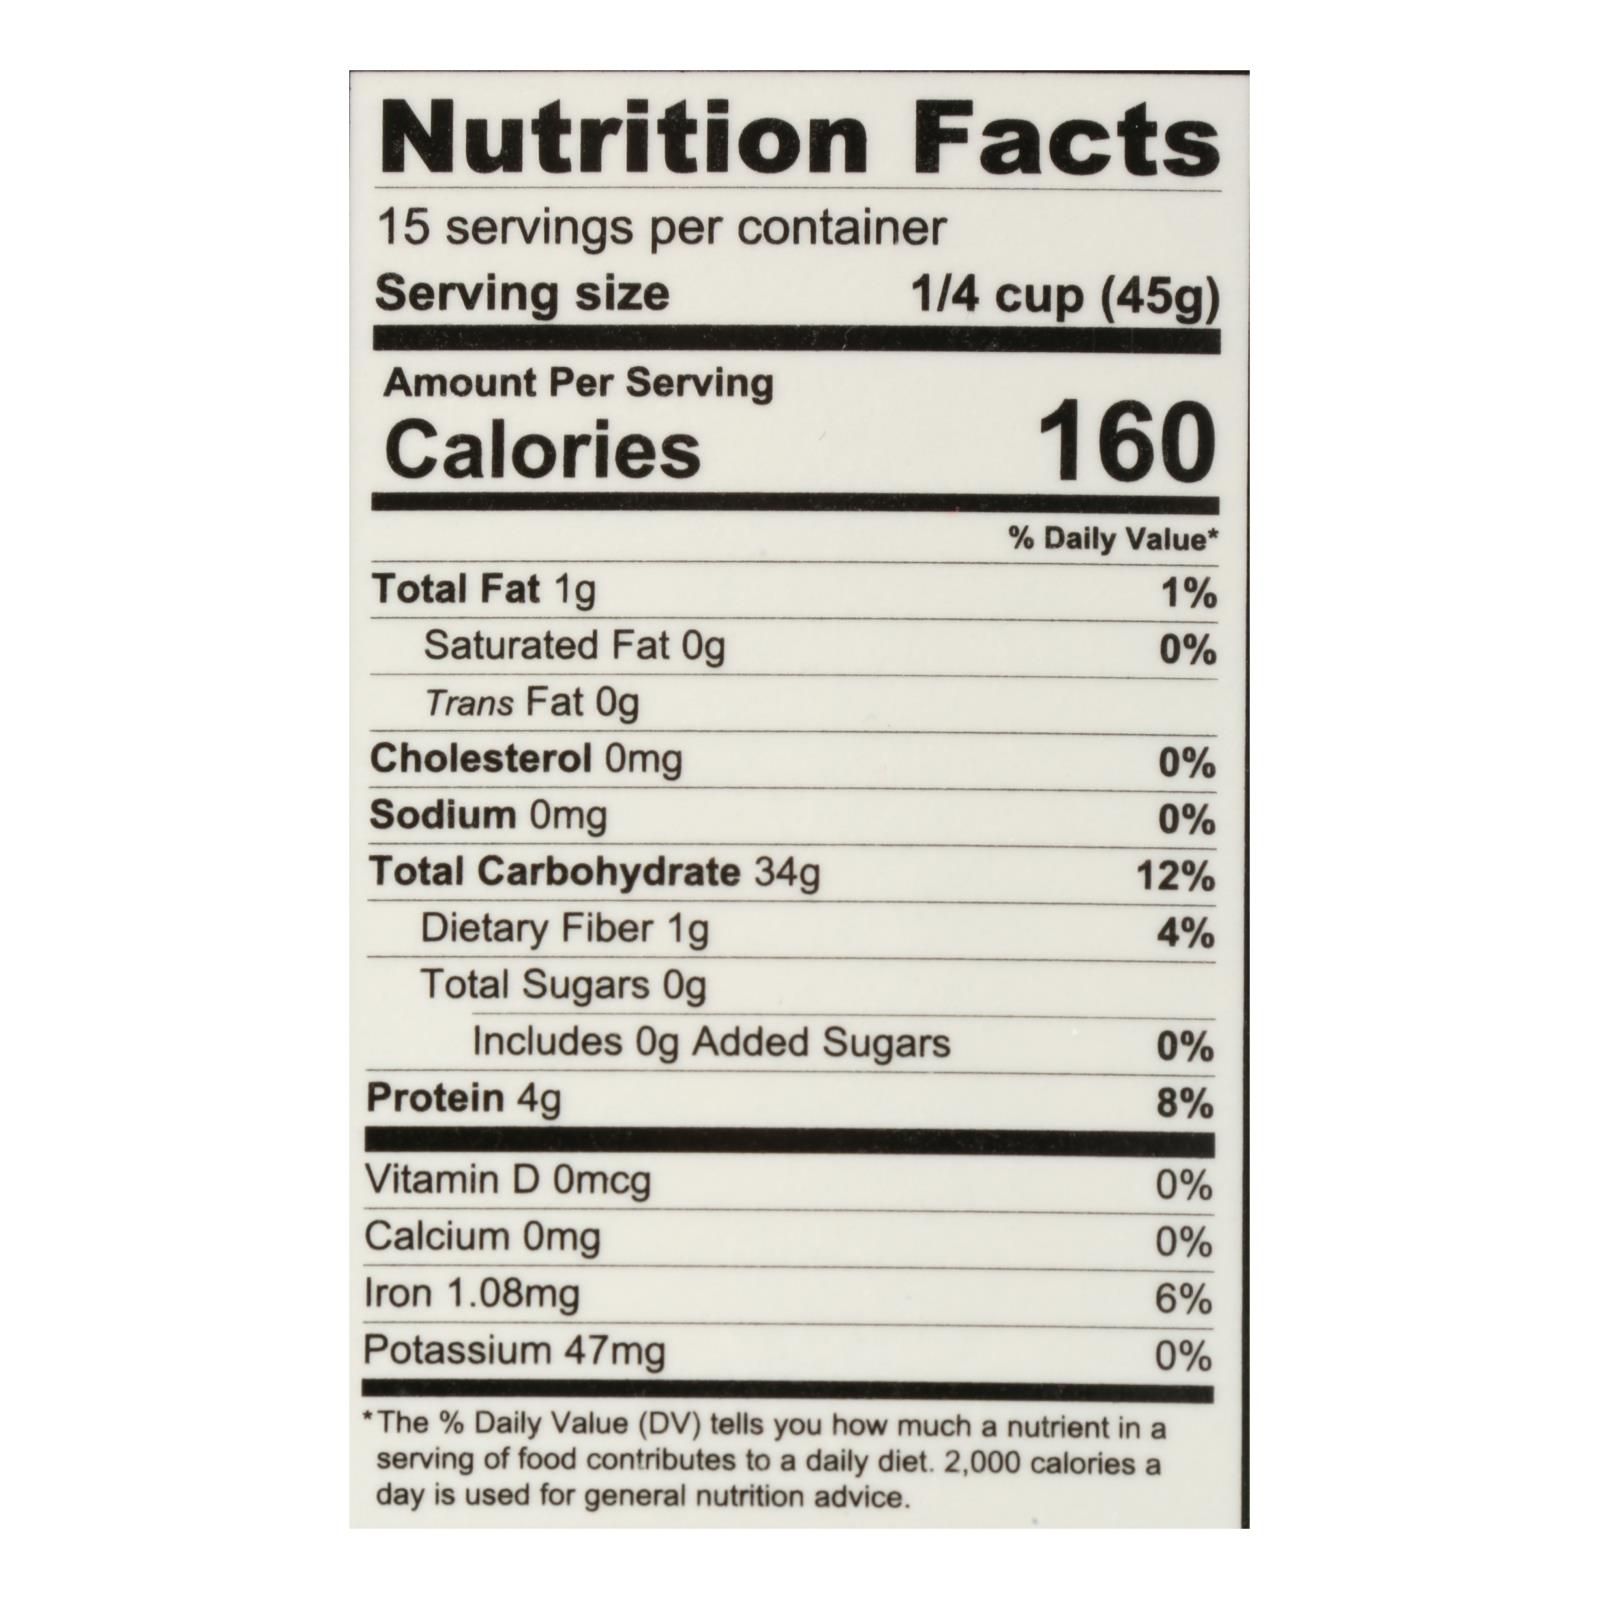 Nutrition Facts
15 servings per container
Serving size 1/4 cup (45g)
Amount Per Serving
Calories 160
% Daily Value*
Total Fat 1g 1%
Saturated Fat 0g 0%
Trans Fat 0g
Cholesterol 0mg 0%
Sodium 0mg 0%
Total Carbohydrate 34g 12%
Dietary Fiber 1g 4%
Total Sugars 0g
Includes 0g Added Sugars 0%
Protein 4g 8%
Vitamin D 0mcg 0%
Calcium 0mg 0%
Iron 1.08mg 6%
Potassium 47mg 0%
*The % Daily Value (DV) tells you how much a nutrient in a
serving of food contributes to a daily diet. 2,000 calories a
day is used for general nutrition advice.